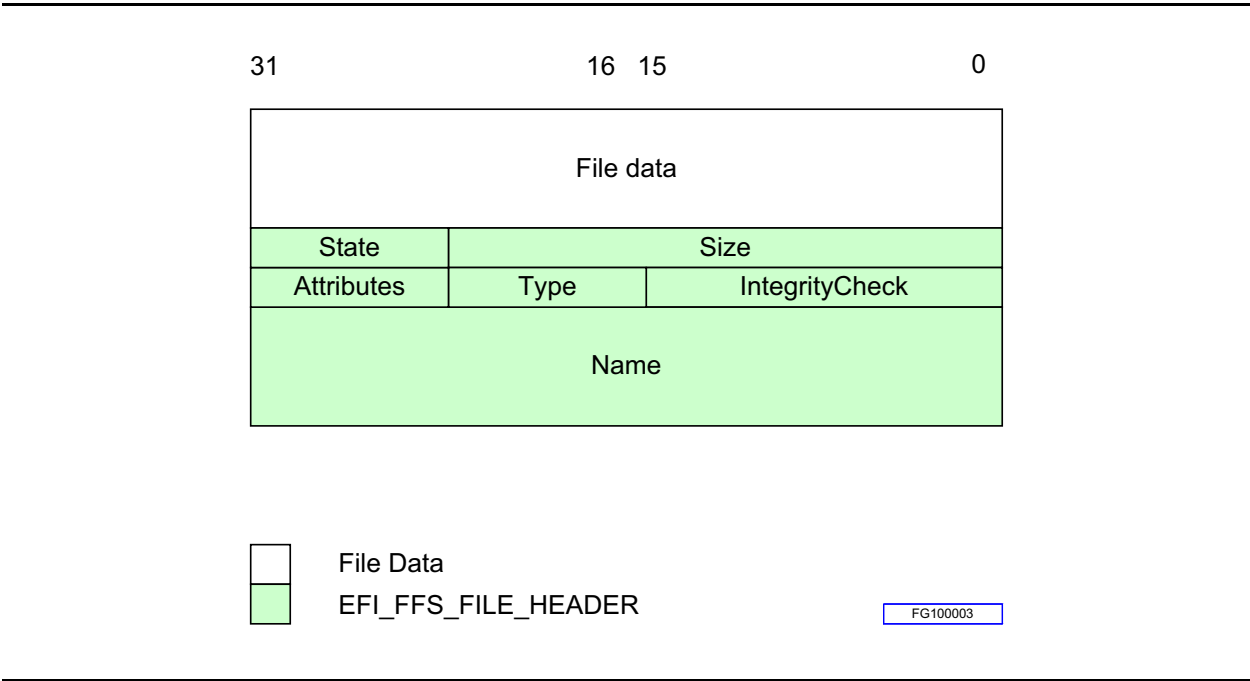 31 16 15 0
File data
State Size
Attributes Type IntegrityCheck
Name
File Data
EFI_FFS_FILE_HEADER
FG100003